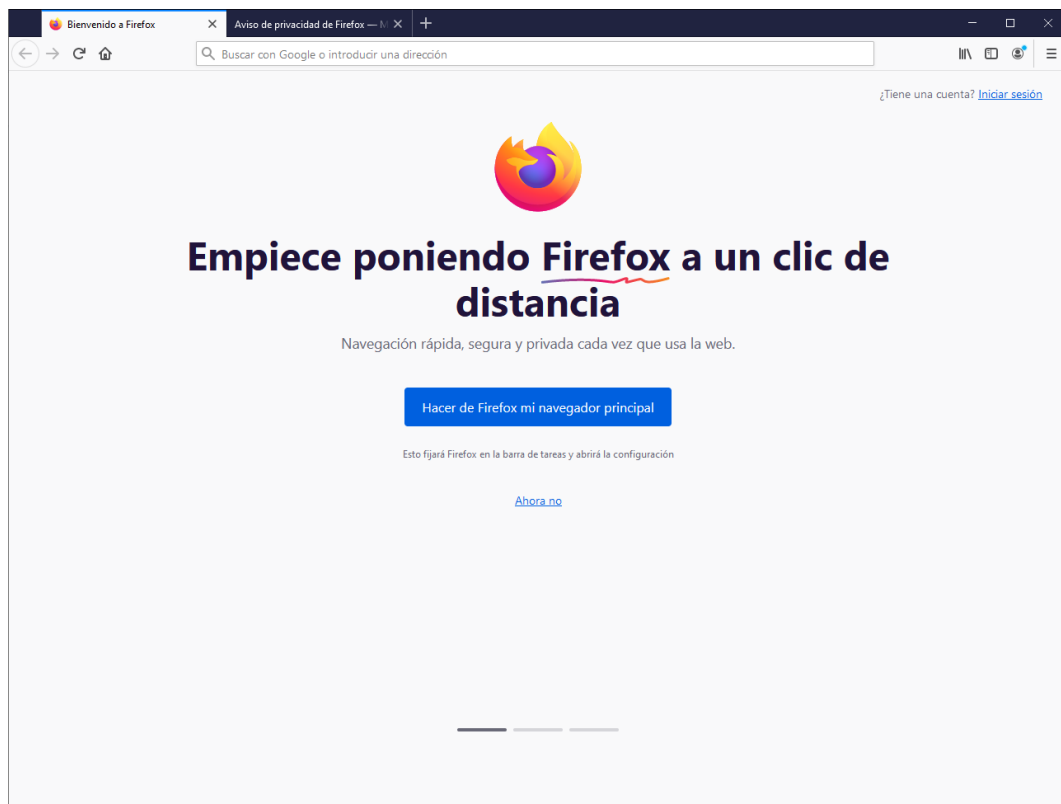 Bienvenido a Firefox
Aviso de privacidad de Firefox — M
Buscar con Google o introducir una dirección
¿Tiene una cuenta? Iniciar sesión
Empiece poniendo Firefox a un clic de
distancia
Navegación rápida, segura y privada cada vez que usa la web.
Hacer de Firefox mi navegador principal
Esto fijará Firefox en la barra de tareas y abrirá la configuración
Ahora no